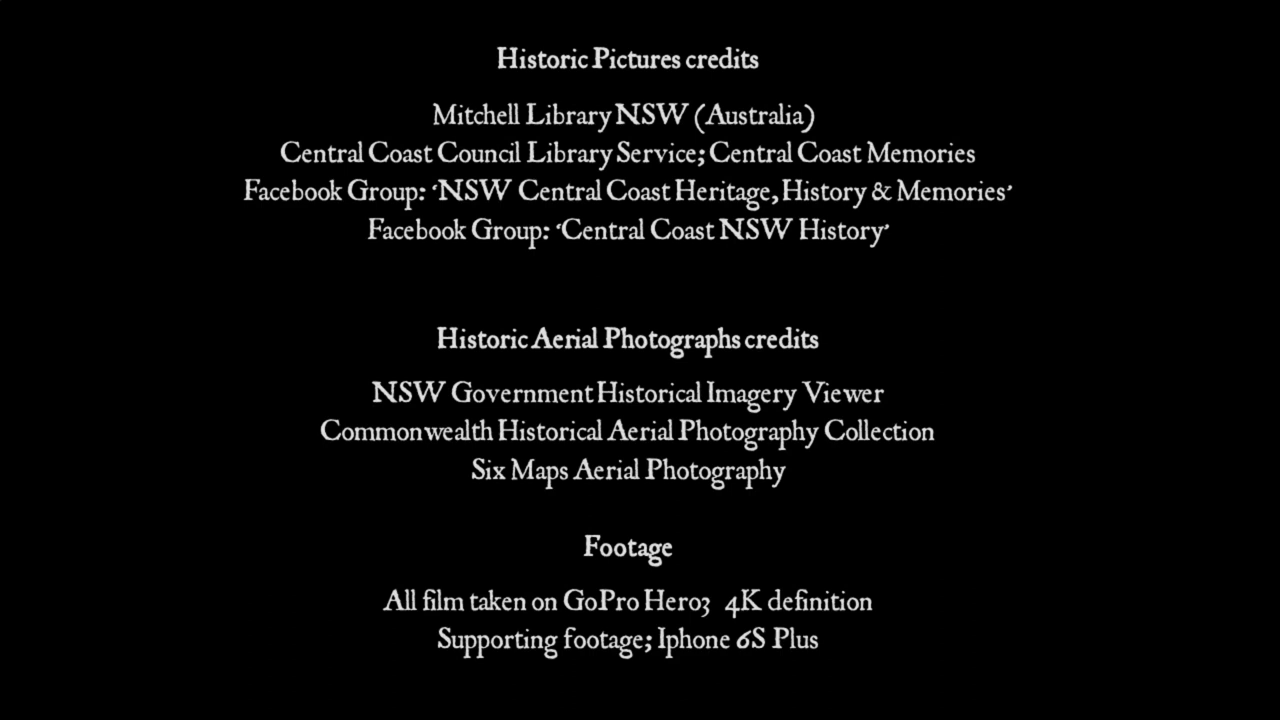 Historic Pictures credits
Mitchell Library NSW (Australia)
Central Coast Council Library Service; Central Coast Memories
Facebook Group: ‘NSW Central Coast Heritage, History & Memories’
Facebook Group: ‘Central Coast NSW History’
Historic Aerial Photographs credits
NSW Government Historical Imagery Viewer
Commonwealth Historical Aerial Photography Collection
Six Maps Aerial Photography
Footage
All film taken on GoPro Hero3 4K definition
Supporting footage; Iphone 6S Plus